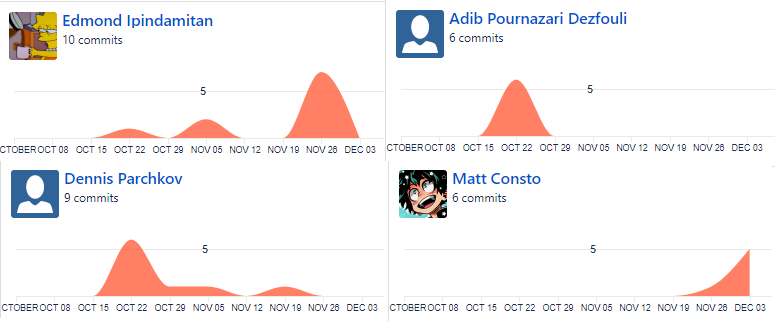 Edmond Ipindamitan
10 commits
5
CTOBER OCT 08 OCT 15 OCT 22 OCT 29 NOV 05 NOV 12 NOV 19 NOV 26 DEC 03
Adib Pournazari Dezfouli
6 commits
5
CTOBER OCT 08 OCT 15 OCT 22 OCT 29 NOV 05 NOV 12 NOV 19 NOV 26 DEC 03
Dennis Parchkov
9 commits
5
CTOBER OCT 08 OCT 15 OCT 22 OCT 29 NOV 05 NOV 12 NOV 19 NOV 26 DEC 03
Matt Consto
6 commits
5
CTOBER OCT 08 OCT 15 OCT 22 OCT 29 NOV 05 NOV 12 NOV 19 NOV 26 DEC 03